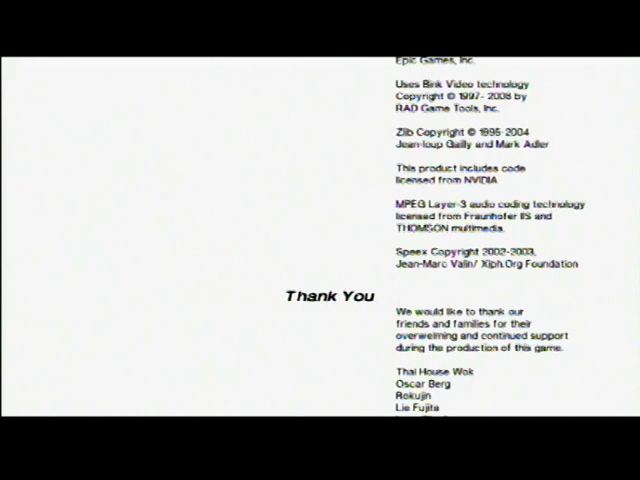 Epic Games, Inc.
Uses Bink Video technology
Copyright © 1997- 2008 by
RAD Game Tools, Inc.
Zlib Copyright © 1995-2004
Jean-loup Gailly and Mark Adler
This product includes code
licensed from NVIDIA
MPEG Layer-3 audio coding technology
licensed from Fraunhofer IIS and
THOMSON multimedia.
Speex Copyright 2002-2003,
Jean-Marc Valin/ Xiph.Org Foundation
Thank You
We would like to thank our
friends and families for their
overwelming and continued support
during the production of this game.
Thai House Wok
Oscar Berg
Rokujin
Lie Fujita